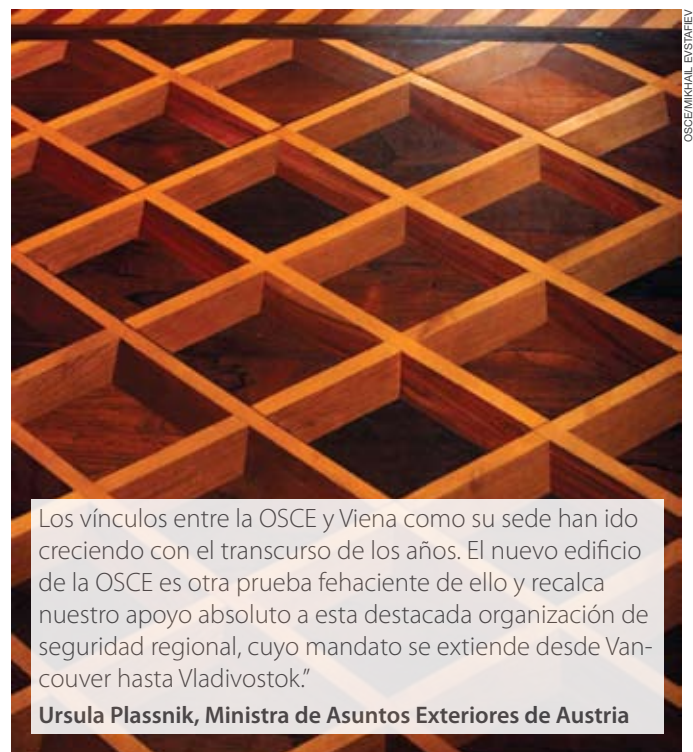 OSCE/MIKHAIL EVSTAFIEV
Los vínculos entre la OSCE y Viena como su sede han ido
creciendo con el transcurso de los años. El nuevo edificio
de la OSCE es otra prueba fehaciente de ello y recalca
nuestro apoyo absoluto a esta destacada organización de
seguridad regional, cuyo mandato se extiende desde Van-
couver hasta Vladivostok.”
Ursula Plassnik, Ministra de Asuntos Exteriores de Austria